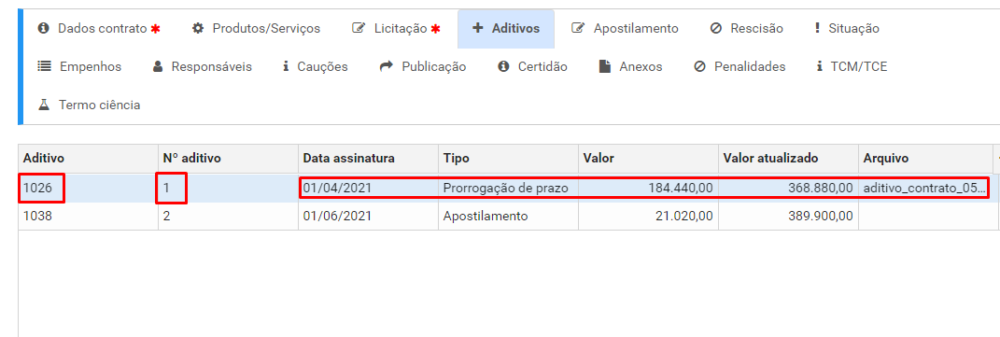 Dados contrato * Produtos/Serviços Licitação * Aditivos Apostilamento Rescisão Situação
Empenhos Responsáveis Cauções Publicação Certidão Anexos Penalidades TCM/TCE
Termo ciência
Aditivo Nº aditivo Data assinatura Tipo Valor Valor atualizado Arquivo
1026 1 01/04/2021 Prorrogação de prazo 184.440,00 368.880,00 aditivo_contrato_05...
1038 2 01/06/2021 Apostilamento 21.020,00 389.900,00